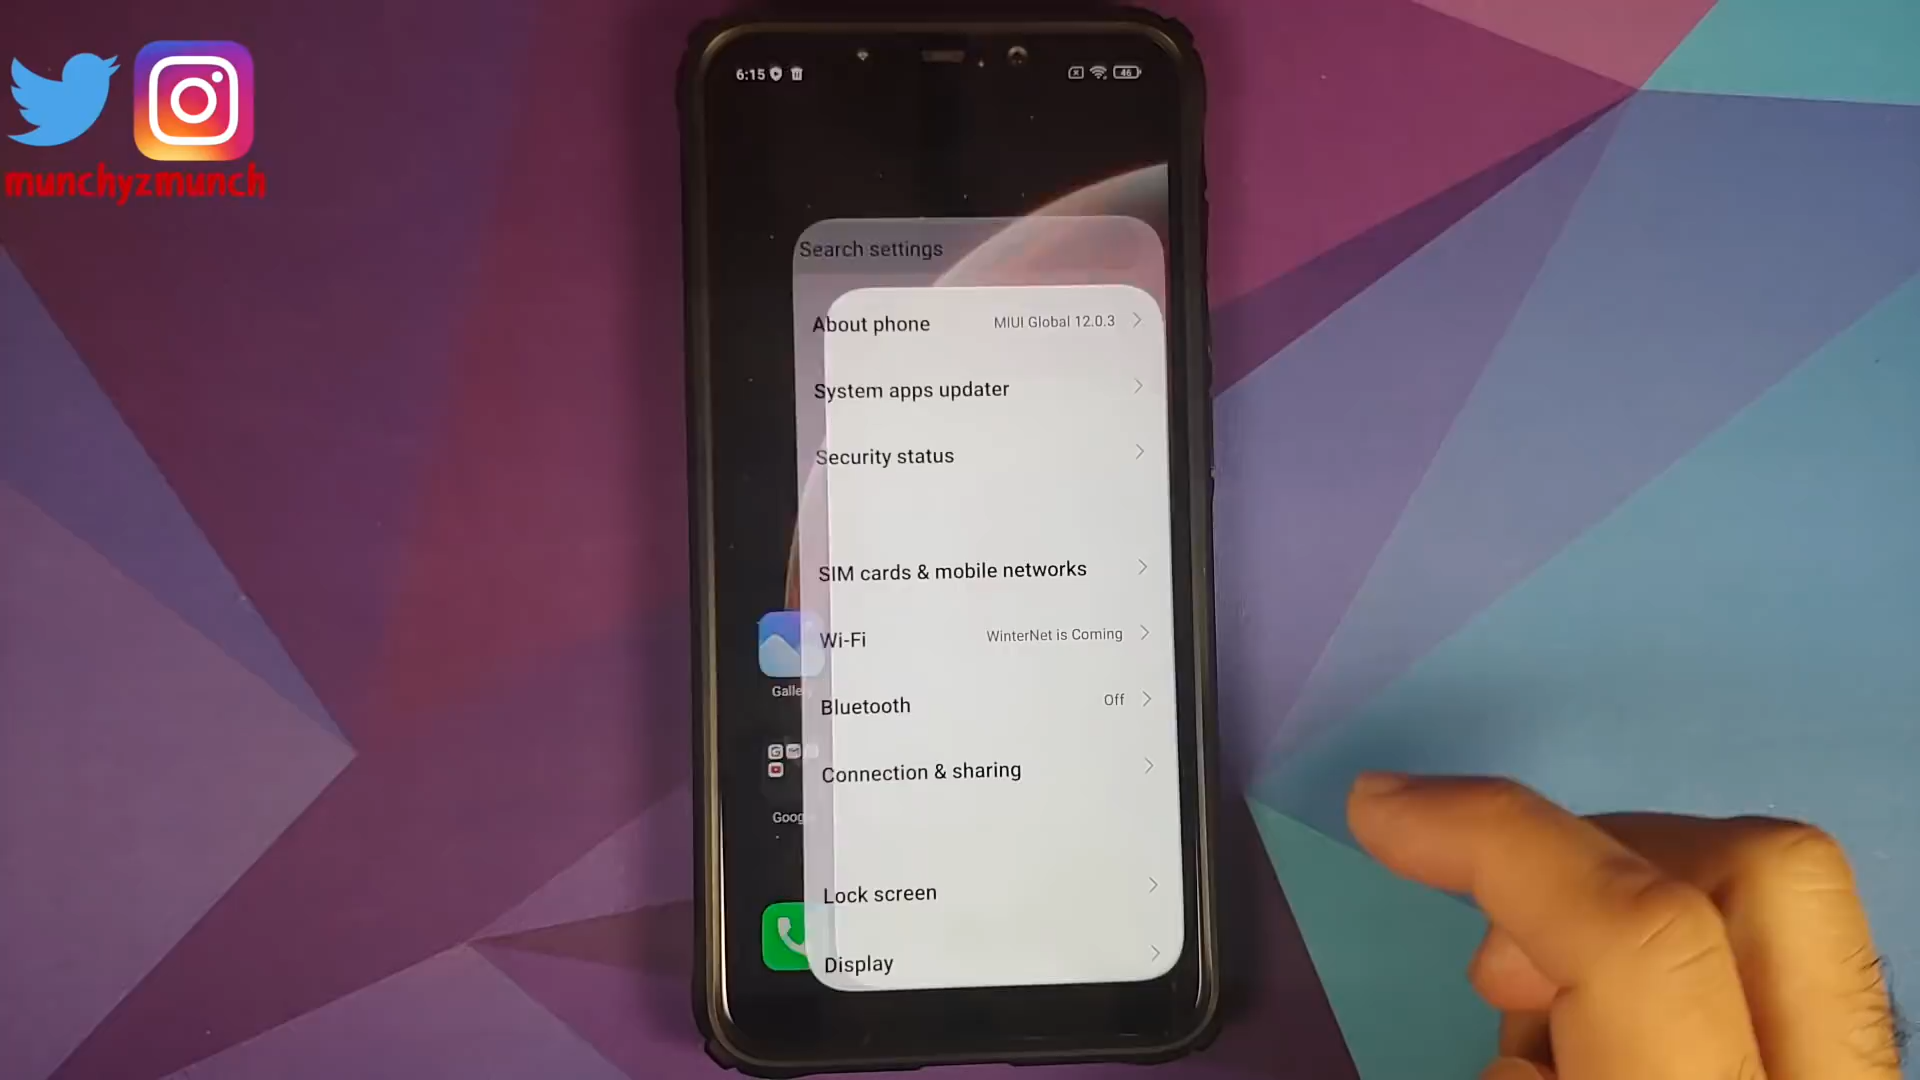 munchyzmunch
6:15
46
Search settings
About phone MIUI Global 12.0.3
System apps updater
Security status
SIM cards & mobile networks
Wi-Fi WinterNet is Coming
Bluetooth Off
Connection & sharing
Lock screen
Display